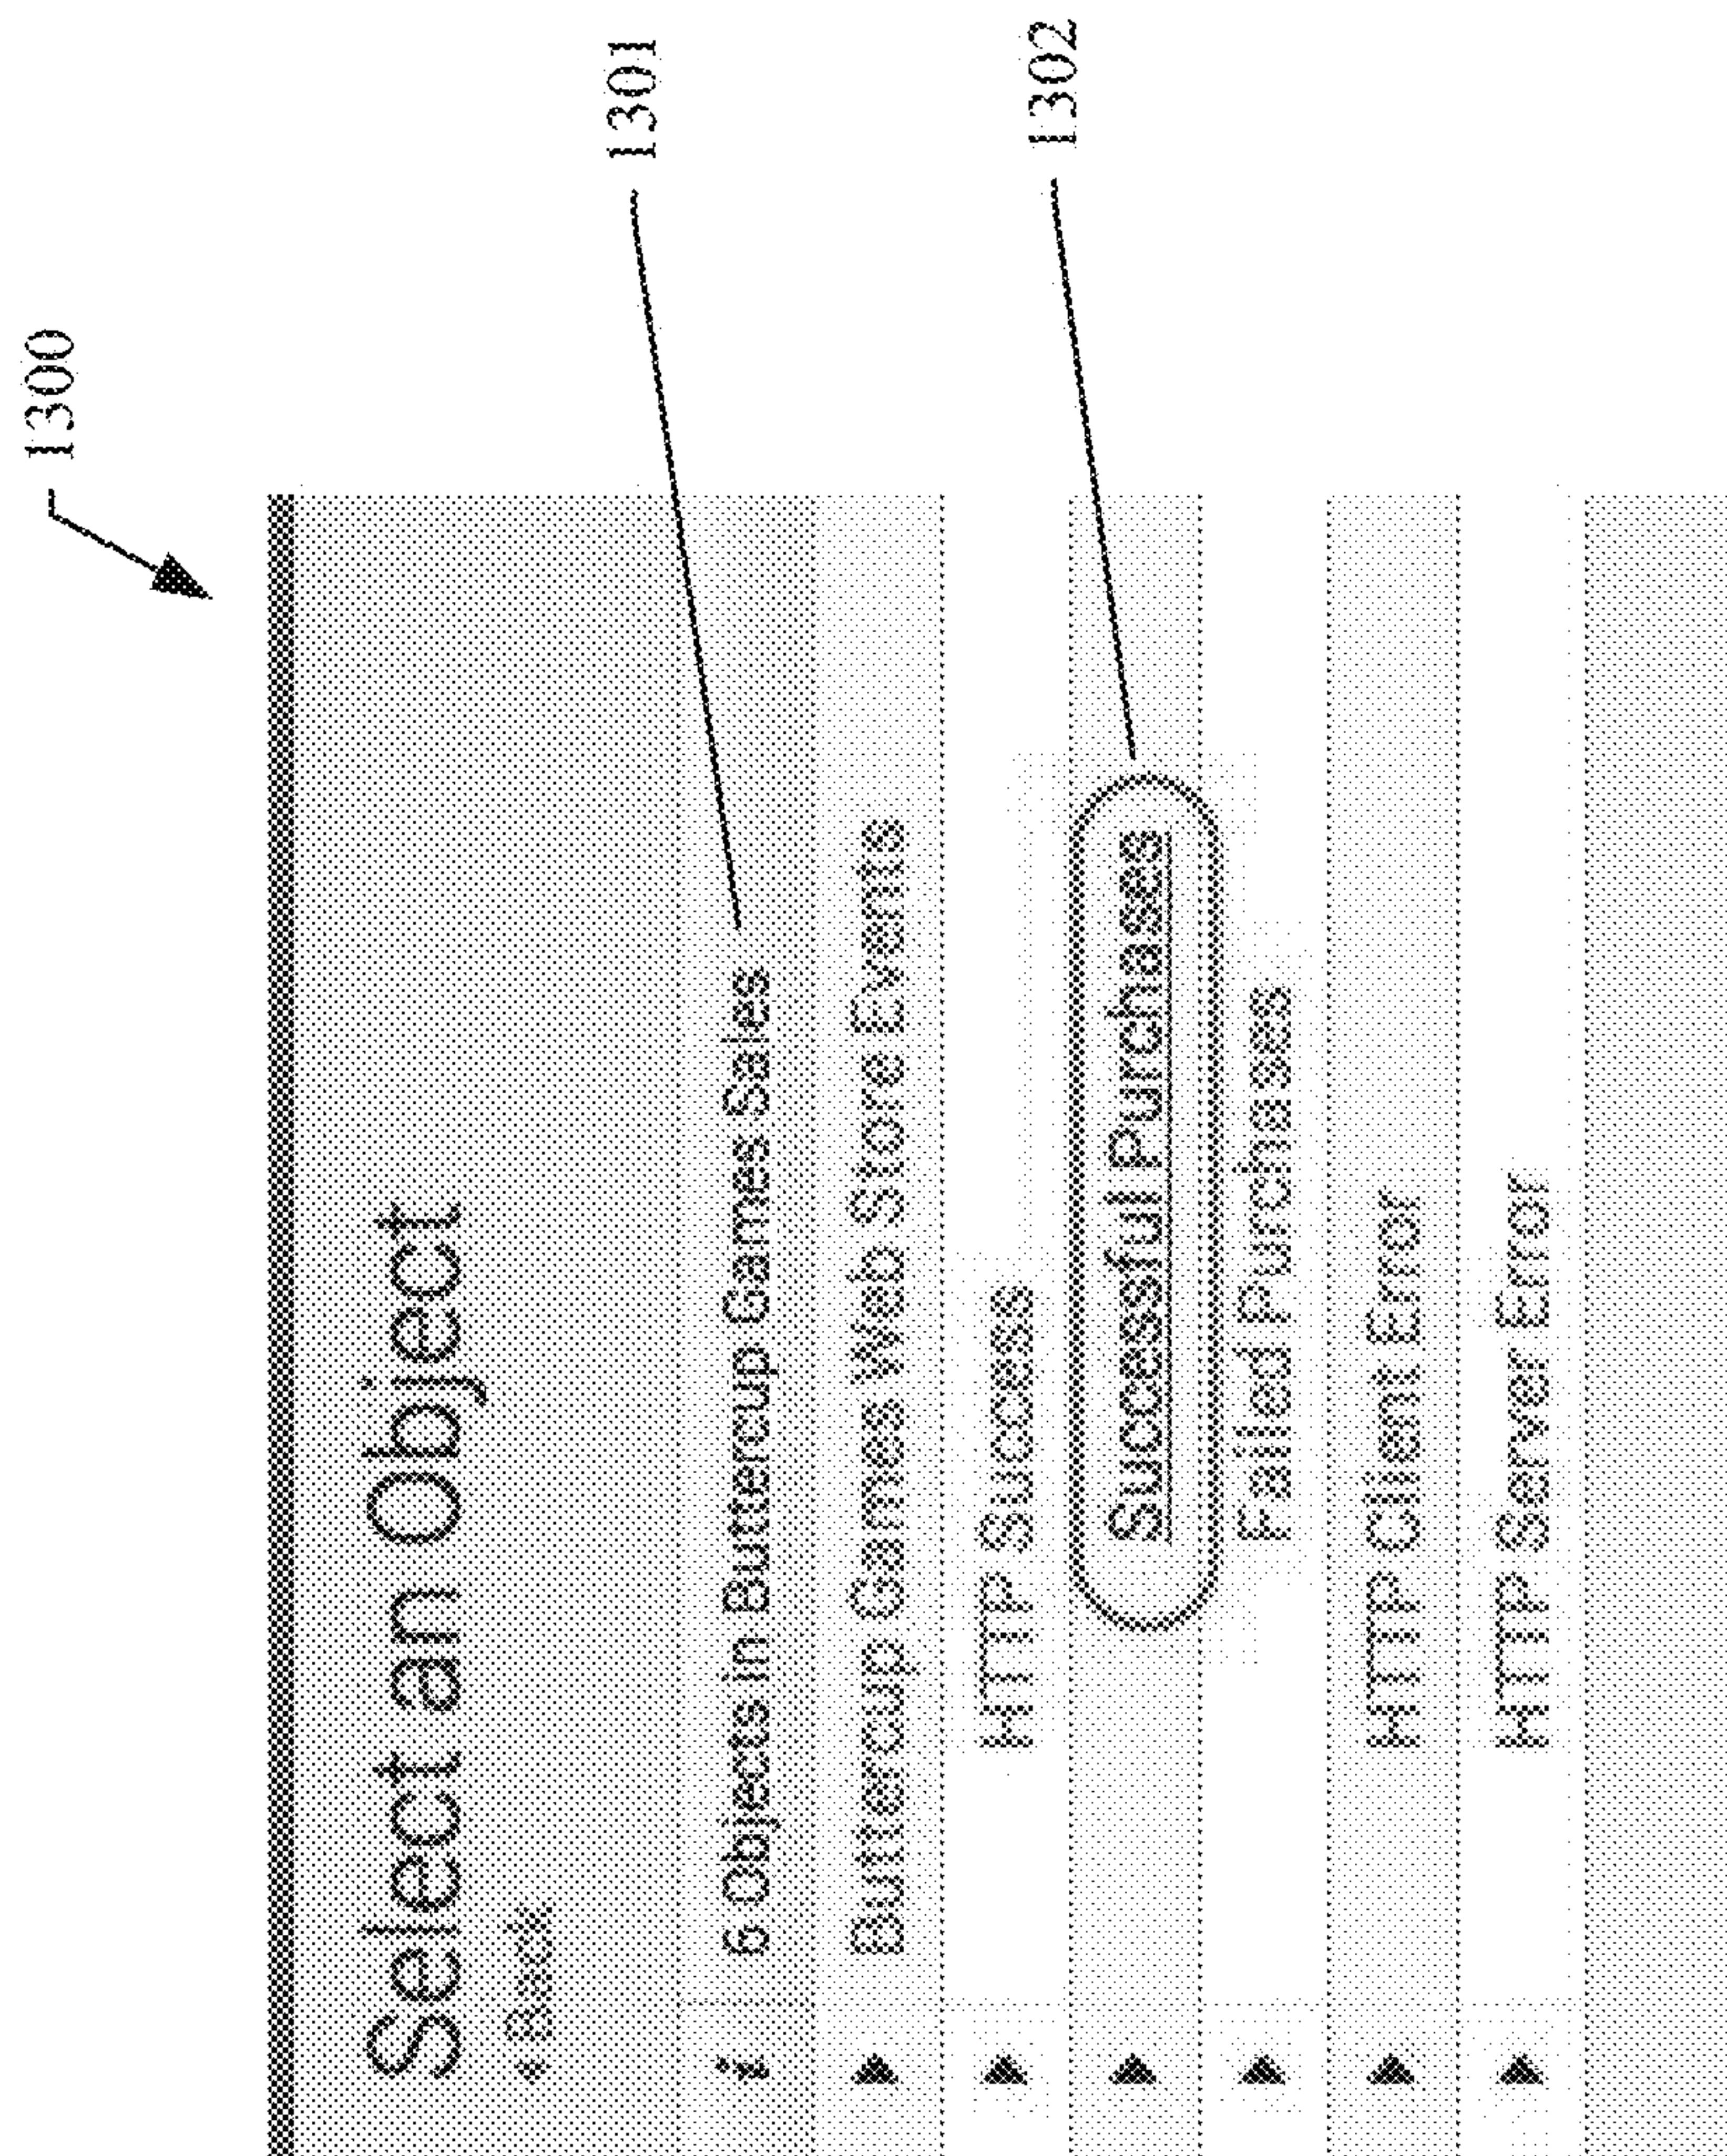 1300
Select an Object
Back
i 6 Objects in Buttercup Games Sales
1301
Buttercup Games Web Store Events
HTTP Success
Successful Purchases
1302
Failed Purchases
HTTP Client Error
HTTP Server Error